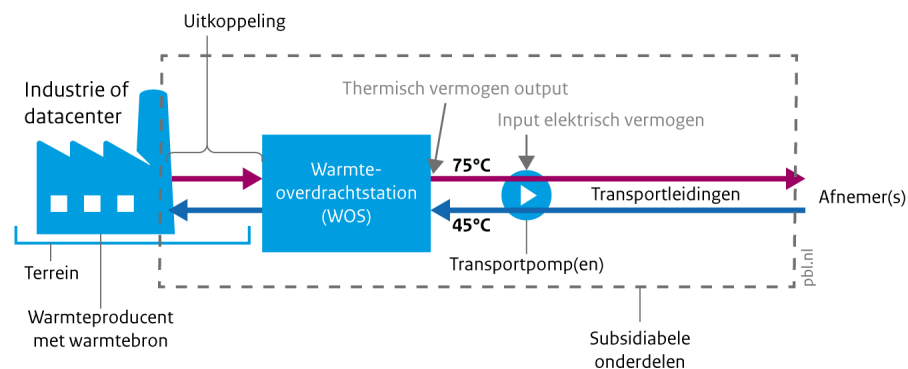 Uitkoppeling
Industrie of
datacenter
Thermisch vermogen output
Input elektrisch vermogen
Warmte-
overdrachtstation
(WOS)
75°C
Transportleidingen
Afnemer(s)
45°C
Transportpomp(en)
Terrein
pbl.nl
Warmteproducent
met warmtebron
Subsidiabele
onderdelen